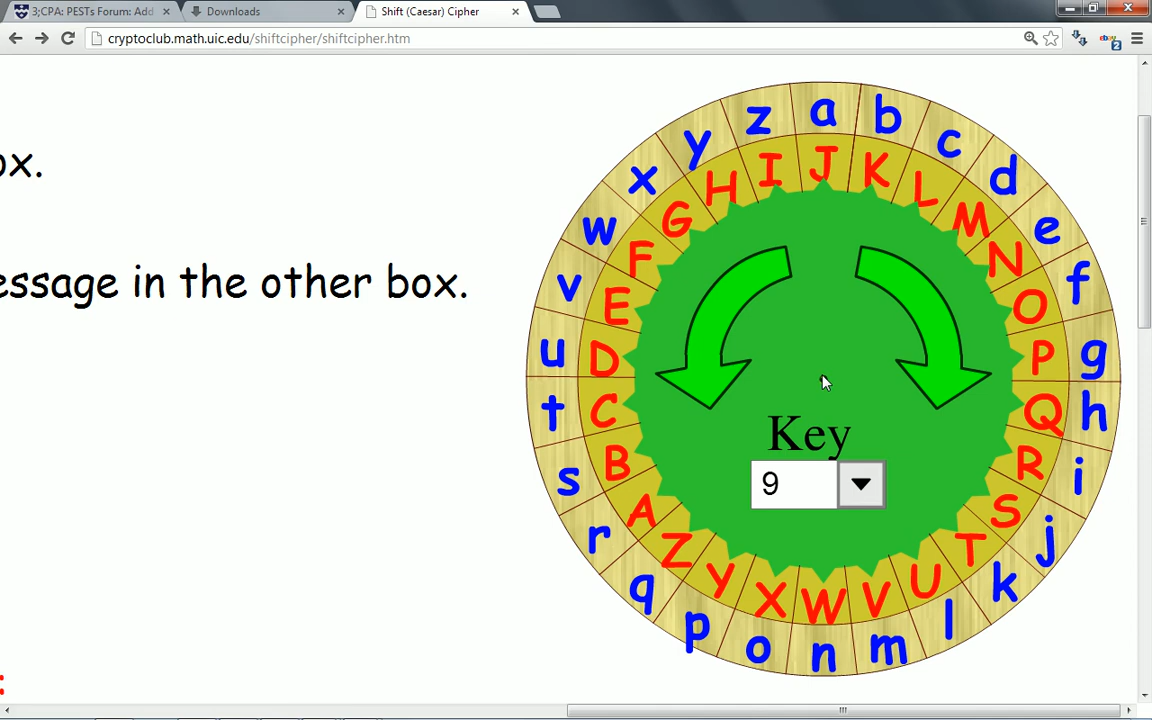 3;CPA: PESTs Forum: Add
Downloads
Shift (Caesar) Cipher
cryptoclub.math.uic.edu/shiftcipher/shiftcipher.htm
2
ox.
essage in the other box.
:
a b c d e f g h i j k l m n o p q r s t u v w x y z
J K L M N O P Q R S T U V W X Y Z A B C D E F G H I
Key
9